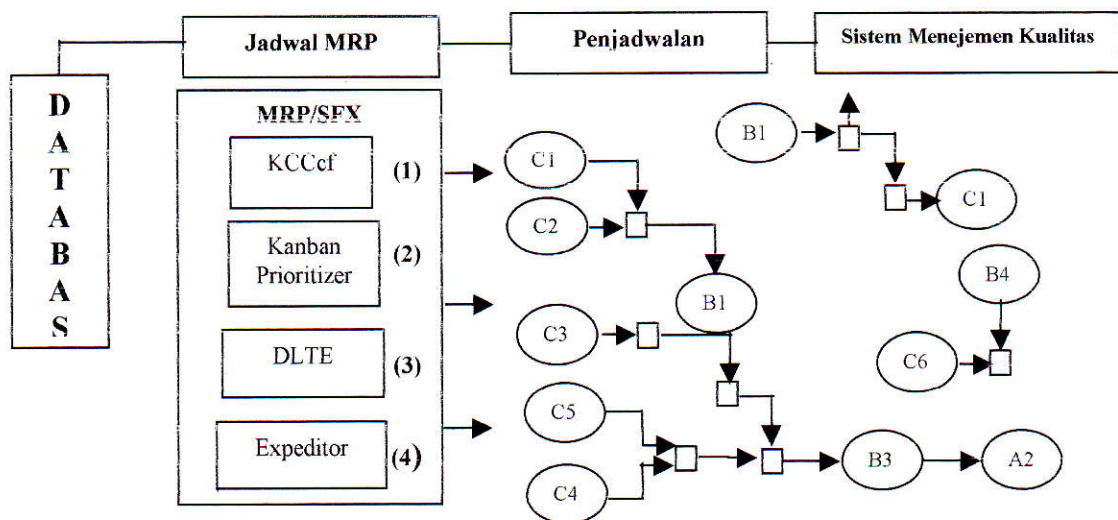 Jadwal MRP
Penjadwalan
Sistem Menejemen Kualitas
D
A
T
A
B
A
S
MRP/SFX
KCCcf
(1)
Kanban
Prioritizer
(2)
DLTE
(3)
Expeditor
(4)
C1
C2
B1
C3
C5
C4
B3
A2
B1
C1
B4
C6